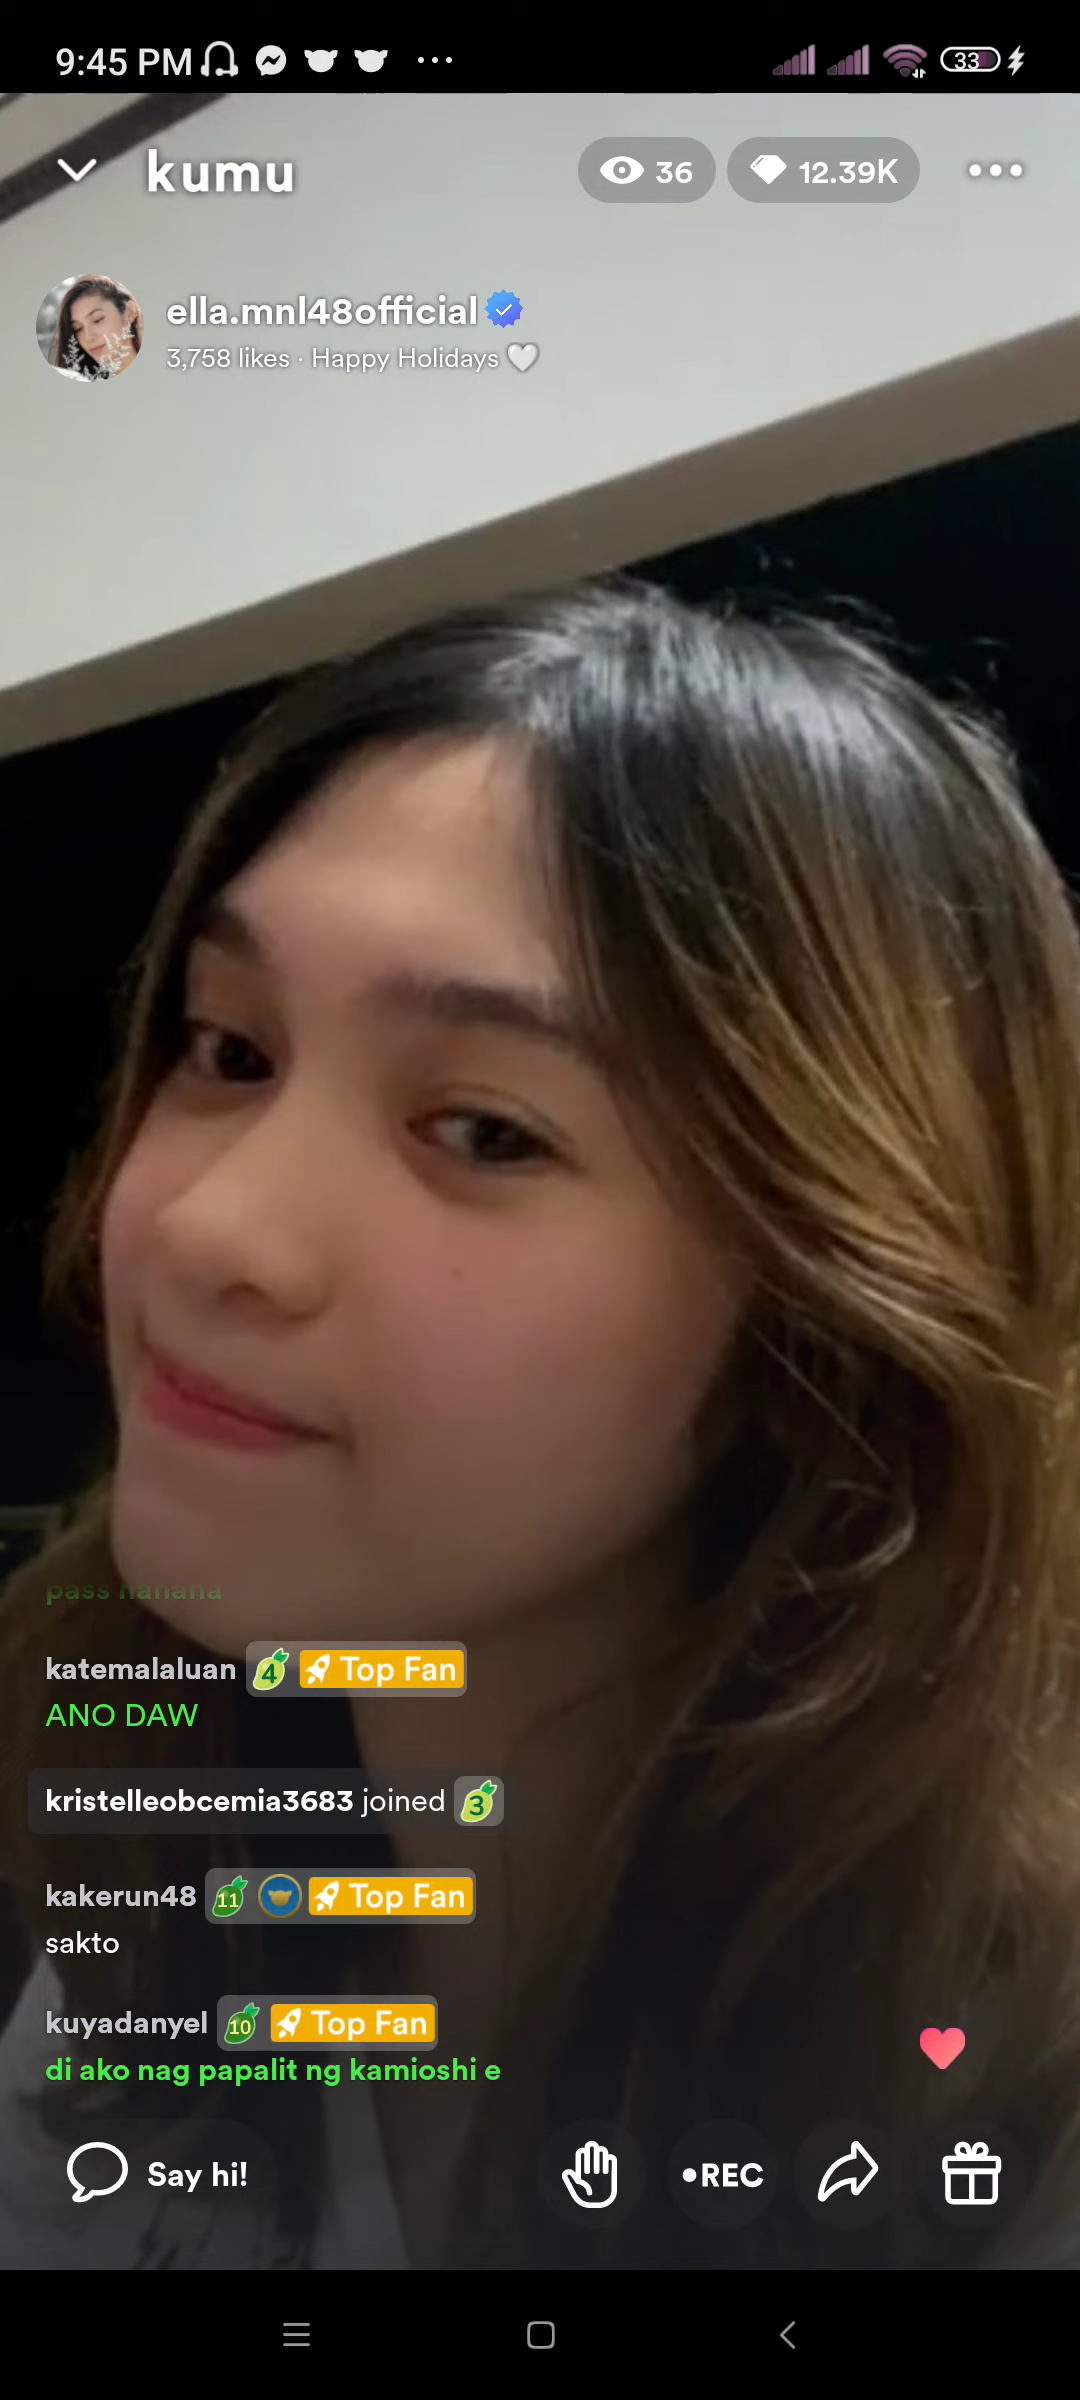 9:45 PM
33
kumu
36
12.39K
ella.mnl48official
3,758 likes · Happy Holidays 🤍
pass hahaha
katemalaluan 4 Top Fan
ANO DAW
kristelleobcemia3683 joined 3
kakerun48 11 Top Fan
sakto
kuyadanyel 10 Top Fan
di ako nag papalit ng kamioshi e
Say hi!
•REC